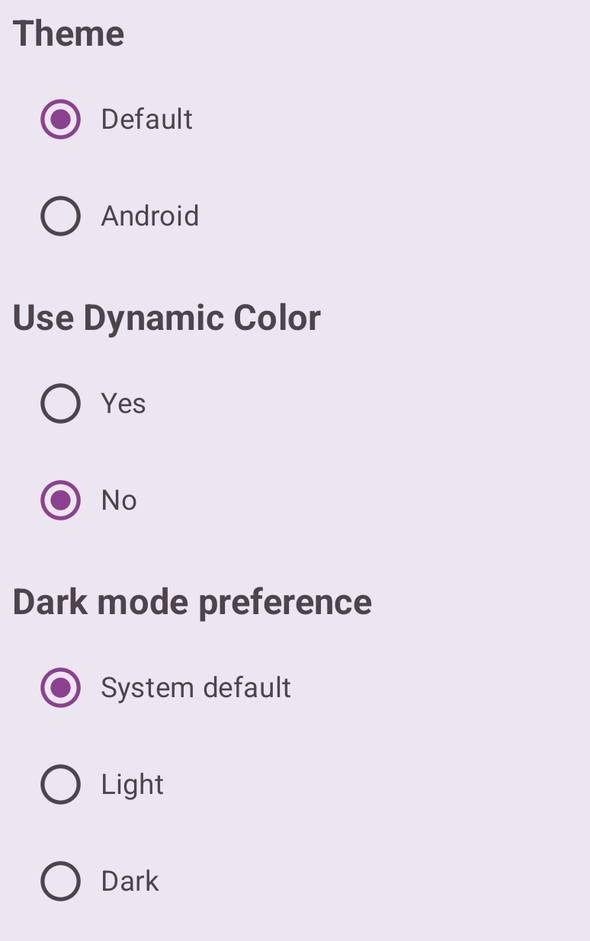 Theme
Default
Android
Use Dynamic Color
Yes
No
Dark mode preference
System default
Light
Dark